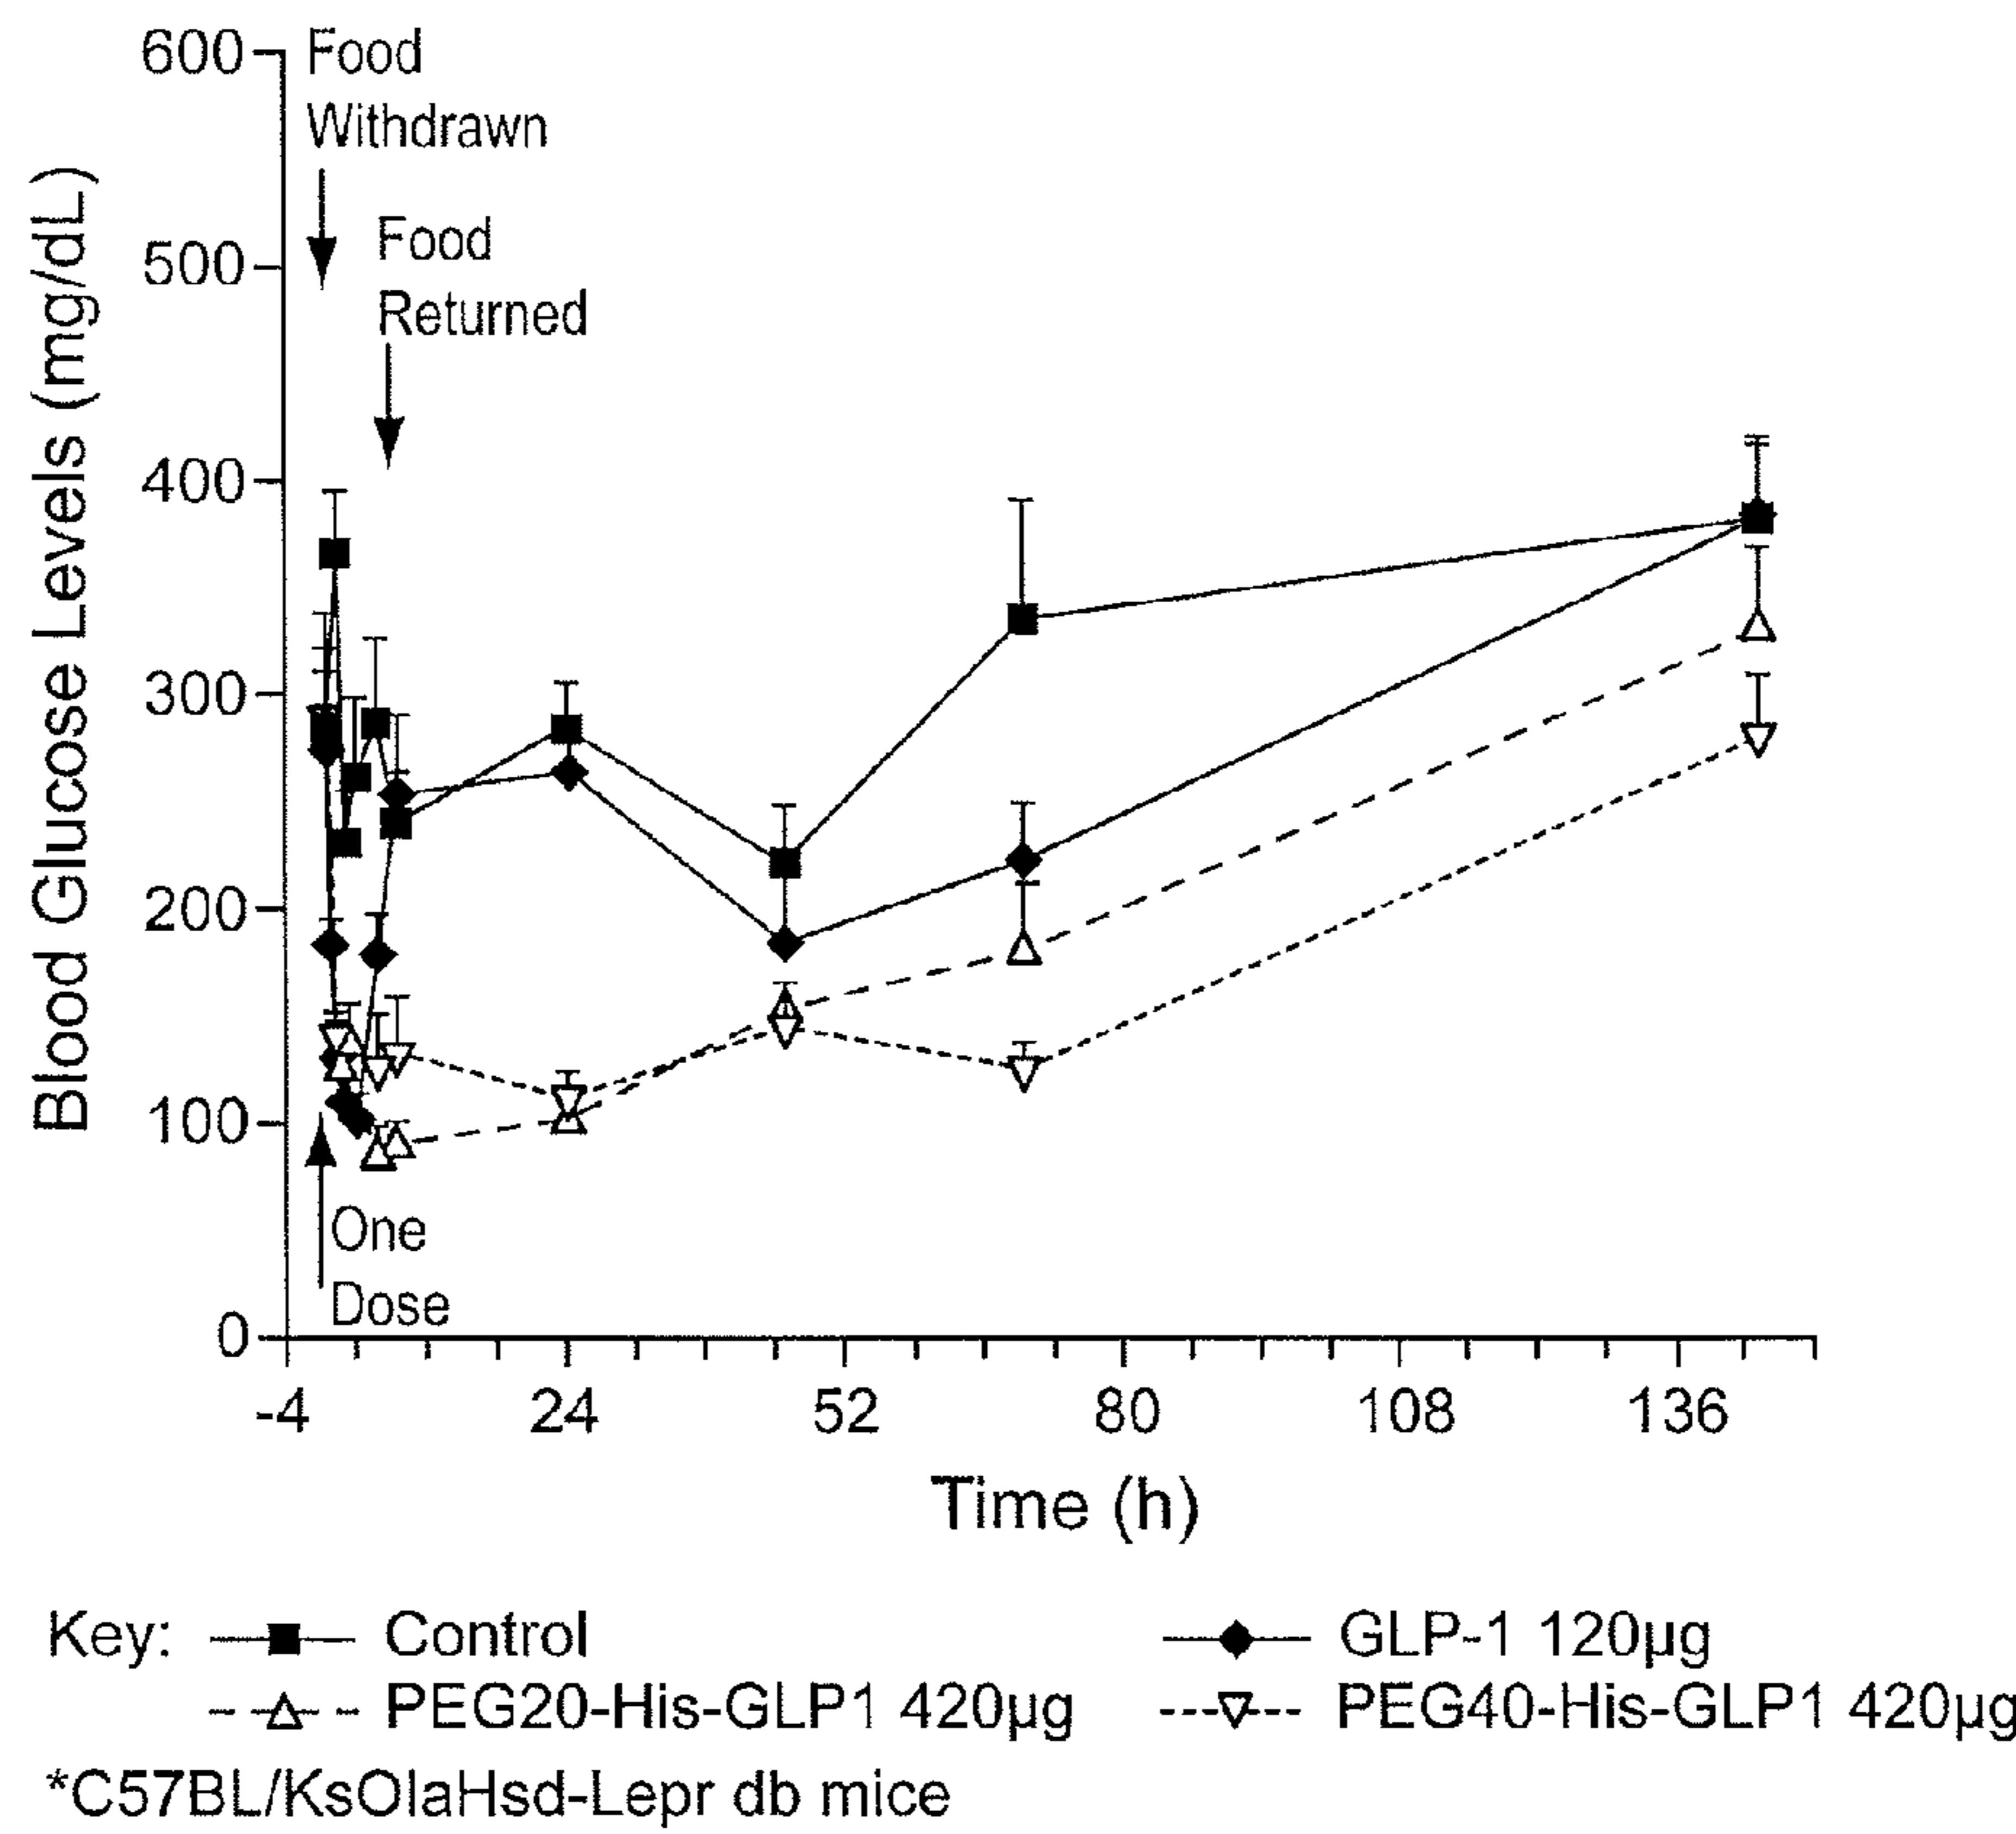 600
Food
Withdrawn
500
Food
Returned
400
300
200
100
One
Dose
0
Blood Glucose Levels (mg/dL)
-4 24 52 80 108 136
Time (h)
Key: Control GLP-1 120µg
PEG20-His-GLP1 420µg PEG40-His-GLP1 420µg
*C57BL/KsOlaHsd-Lepr db mice